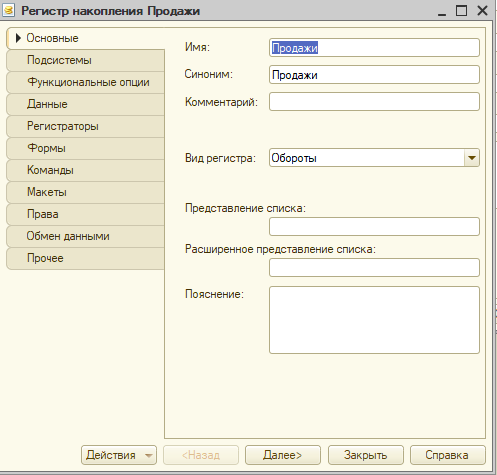 Регистр накопления Продажи
Основные
Подсистемы
Функциональные опции
Данные
Регистраторы
Формы
Команды
Макеты
Права
Обмен данными
Прочее
Имя: Продажи
Синоним: Продажи
Комментарий:
Вид регистра: Обороты
Представление списка:
Расширенное представление списка:
Пояснение:
Действия <Назад Далее> Закрыть Справка